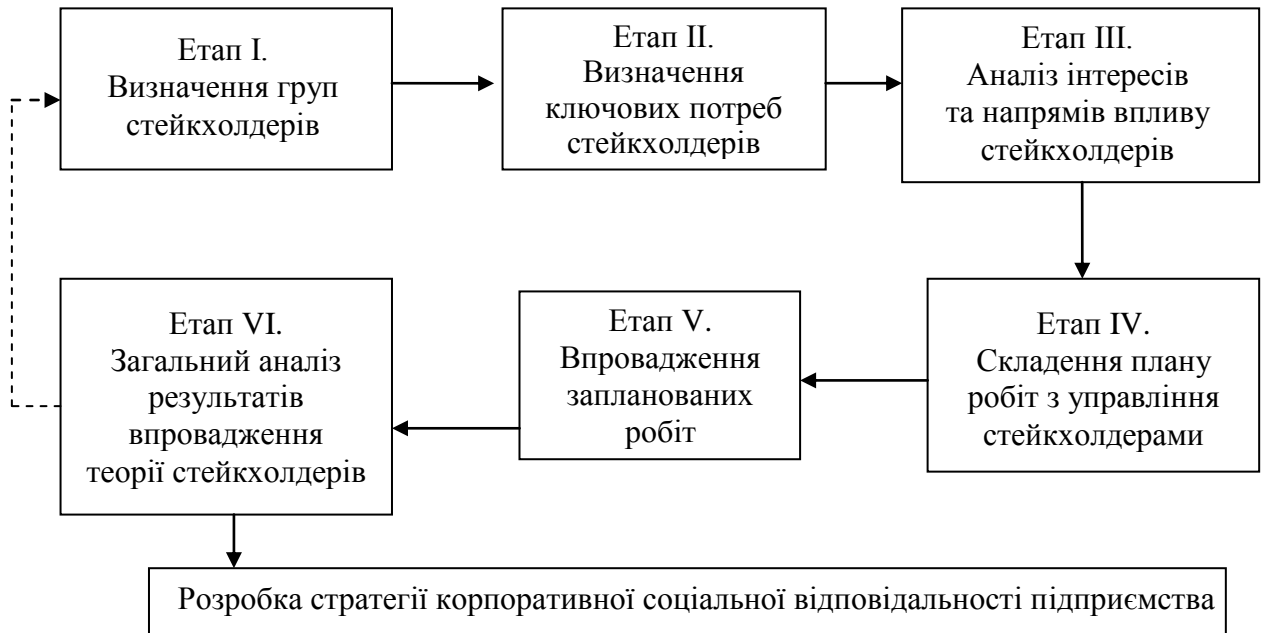 Етап I.
Визначення груп
стейкхолдерів
Етап II.
Визначення
ключових потреб
стейкхолдерів
Етап III.
Аналіз інтересів
та напрямів впливу
стейкхолдерів
Етап IV.
Складення плану
робіт з управління
стейкхолдерами
Етап V.
Впровадження
запланованих
робіт
Етап VI.
Загальний аналіз
результатів
впровадження
теорії стейкхолдерів
Розробка стратегії корпоративної соціальної відповідальності підприємства